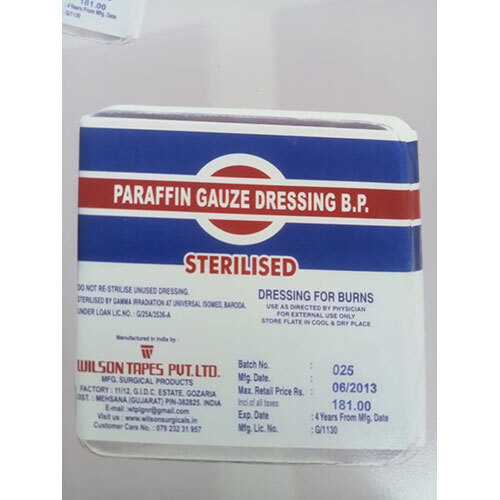 181.00
: 4 Years From Mfg. Date
: G/1130
PARAFFIN GAUZE DRESSING B.P.
STERILISED
DO NOT RE-STRILISE UNUSED DRESSING.
STERILISED BY GAMMA IRRADIATION AT UNIVERSAL ISOMED, BARODA.
UNDER LOAN LIC.NO. : G/25A/3536-A
DRESSING FOR BURNS
USE AS DIRECTED BY PHYSICIAN
FOR EXTERNAL USE ONLY
STORE FLATE IN COOL & DRY PLACE
Manufactured in India by :
WILSON TAPES PVT. LTD.
MFG. SURGICAL PRODUCTS
FACTORY : 11/12, G.I.D.C. ESTATE, GOZARIA
DIST. : MEHSANA (GUJARAT) PIN-382825. INDIA
E-mail :wtplgnr@gmail.com
Visit us : www.wilsonsurgicals.in
Customer Care No. : 079 232 31 957
Batch No. : 025
Mfg. Date. : 06/2013
Max. Retail Price Rs. : 181.00
Incl.of all taxes
Exp. Date : 4 Years From Mfg. Date
Mfg. Lic. No. : G/1130